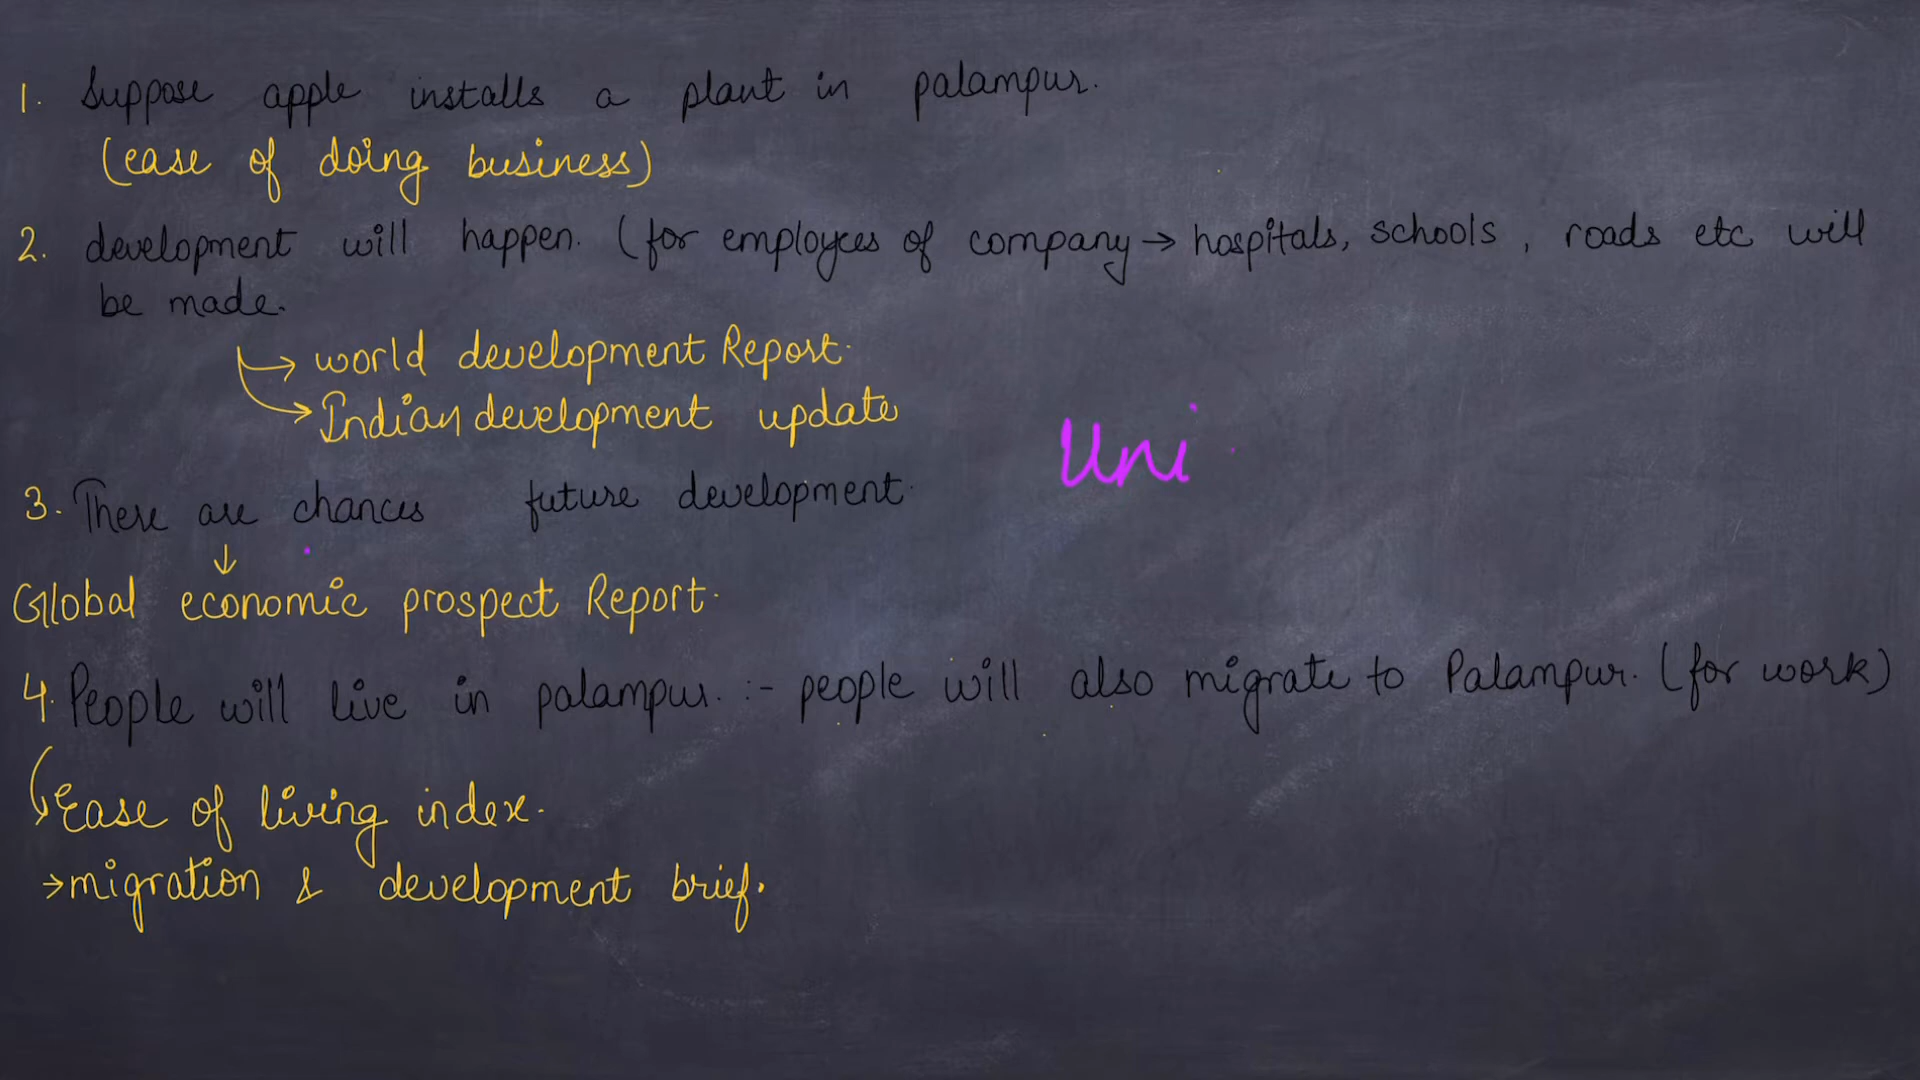 1. Suppose apple installs a plant in palampur.
(ease of doing business)
2. development will happen. (for employees of company → hospitals, schools, roads etc will
be made.
→ world development Report.
→ Indian development update
Uni
3. There are chances future development.
↓
Global economic prospect Report.
4. People will live in palampur. :- people will also migrate to Palampur. (for work)
Ease of living index.
→ migration & development brief.